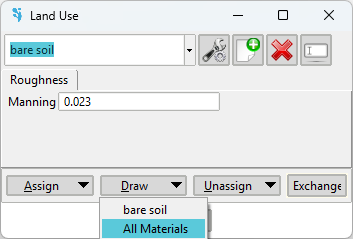 Land Use
bare soil
Roughness
Manning 0.023
Assign Draw Unassign Exchange
bare soil
All Materials